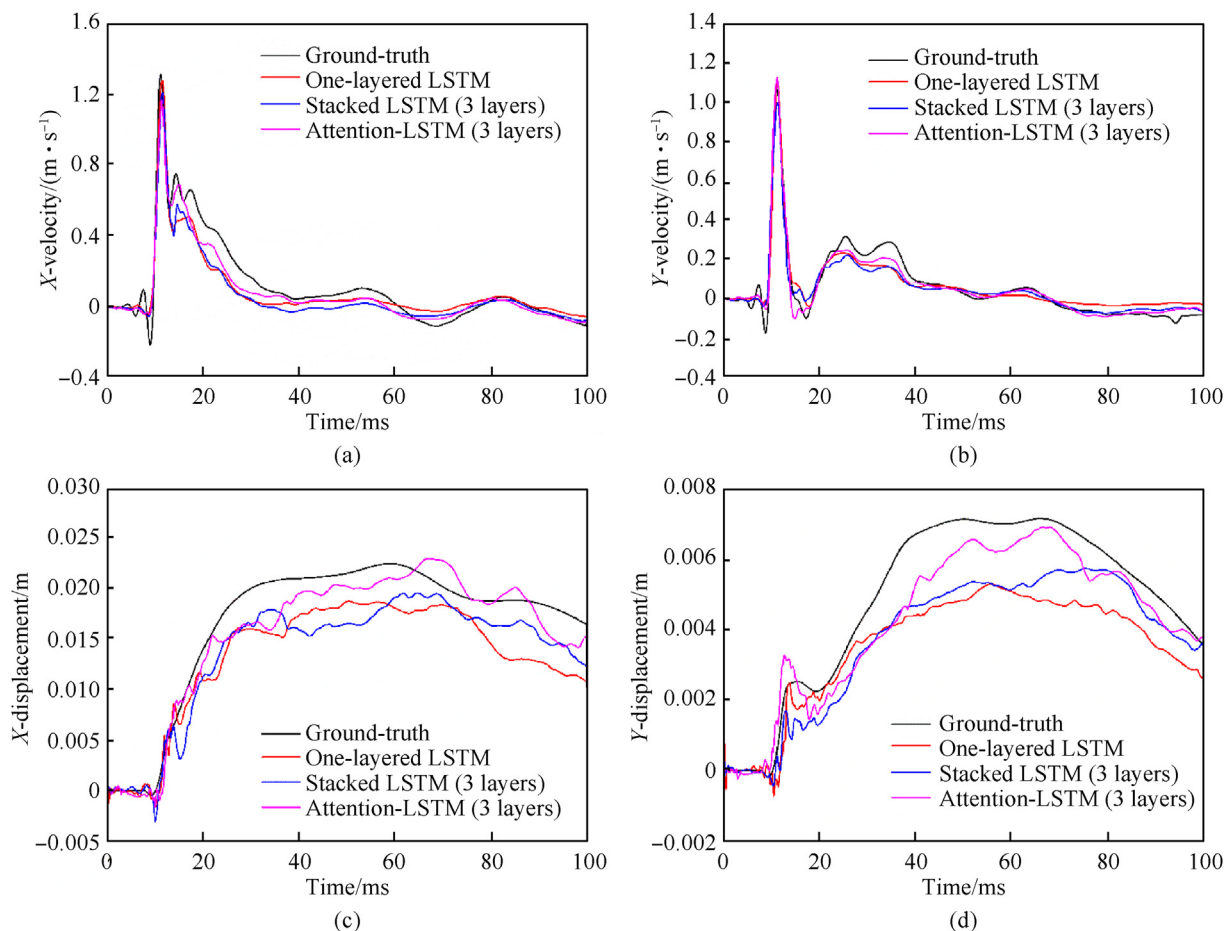 1.6
1.2
0.8
0.4
0
−0.4
X-velocity/(m • s⁻¹)
Ground-truth
One-layered LSTM
Stacked LSTM (3 layers)
Attention-LSTM (3 layers)
0 20 40 60 80 100
Time/ms
(a)
1.4
1.2
1.0
0.8
0.6
0.4
0.2
0
−0.2
−0.4
Y-velocity/(m • s⁻¹)
Ground-truth
One-layered LSTM
Stacked LSTM (3 layers)
Attention-LSTM (3 layers)
0 20 40 60 80 100
Time/ms
(b)
0.030
0.025
0.020
0.015
0.010
0.005
0
−0.005
X-displacement/m
Ground-truth
One-layered LSTM
Stacked LSTM (3 layers)
Attention-LSTM (3 layers)
0 20 40 60 80 100
Time/ms
(c)
0.008
0.006
0.004
0.002
0
−0.002
Y-displacement/m
Ground-truth
One-layered LSTM
Stacked LSTM (3 layers)
Attention-LSTM (3 layers)
0 20 40 60 80 100
Time/ms
(d)